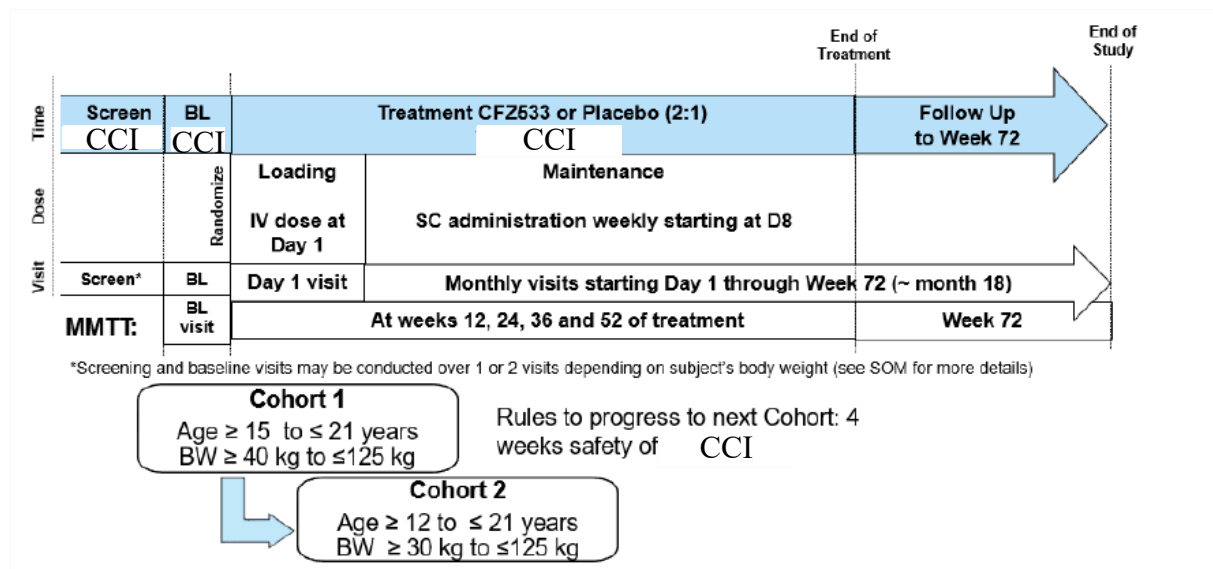 End of
Treatment
End of
Study
Time
Screen
CCI
BL
CCI
Treatment CFZ533 or Placebo (2:1)
CCI
Follow Up
to Week 72
Dose
Randomize
Loading
IV dose at
Day 1
Maintenance
SC administration weekly starting at D8
Visit
Screen*
BL
Day 1 visit
Monthly visits starting Day 1 through Week 72 (~ month 18)
MMTT:
BL
visit
At weeks 12, 24, 36 and 52 of treatment
Week 72
*Screening and baseline visits may be conducted over 1 or 2 visits depending on subject's body weight (see SOM for more details)
Cohort 1
Age ≥ 15 to ≤ 21 years
BW ≥ 40 kg to ≤125 kg
Rules to progress to next Cohort: 4
weeks safety of CCI
Cohort 2
Age ≥ 12 to ≤ 21 years
BW ≥ 30 kg to ≤125 kg